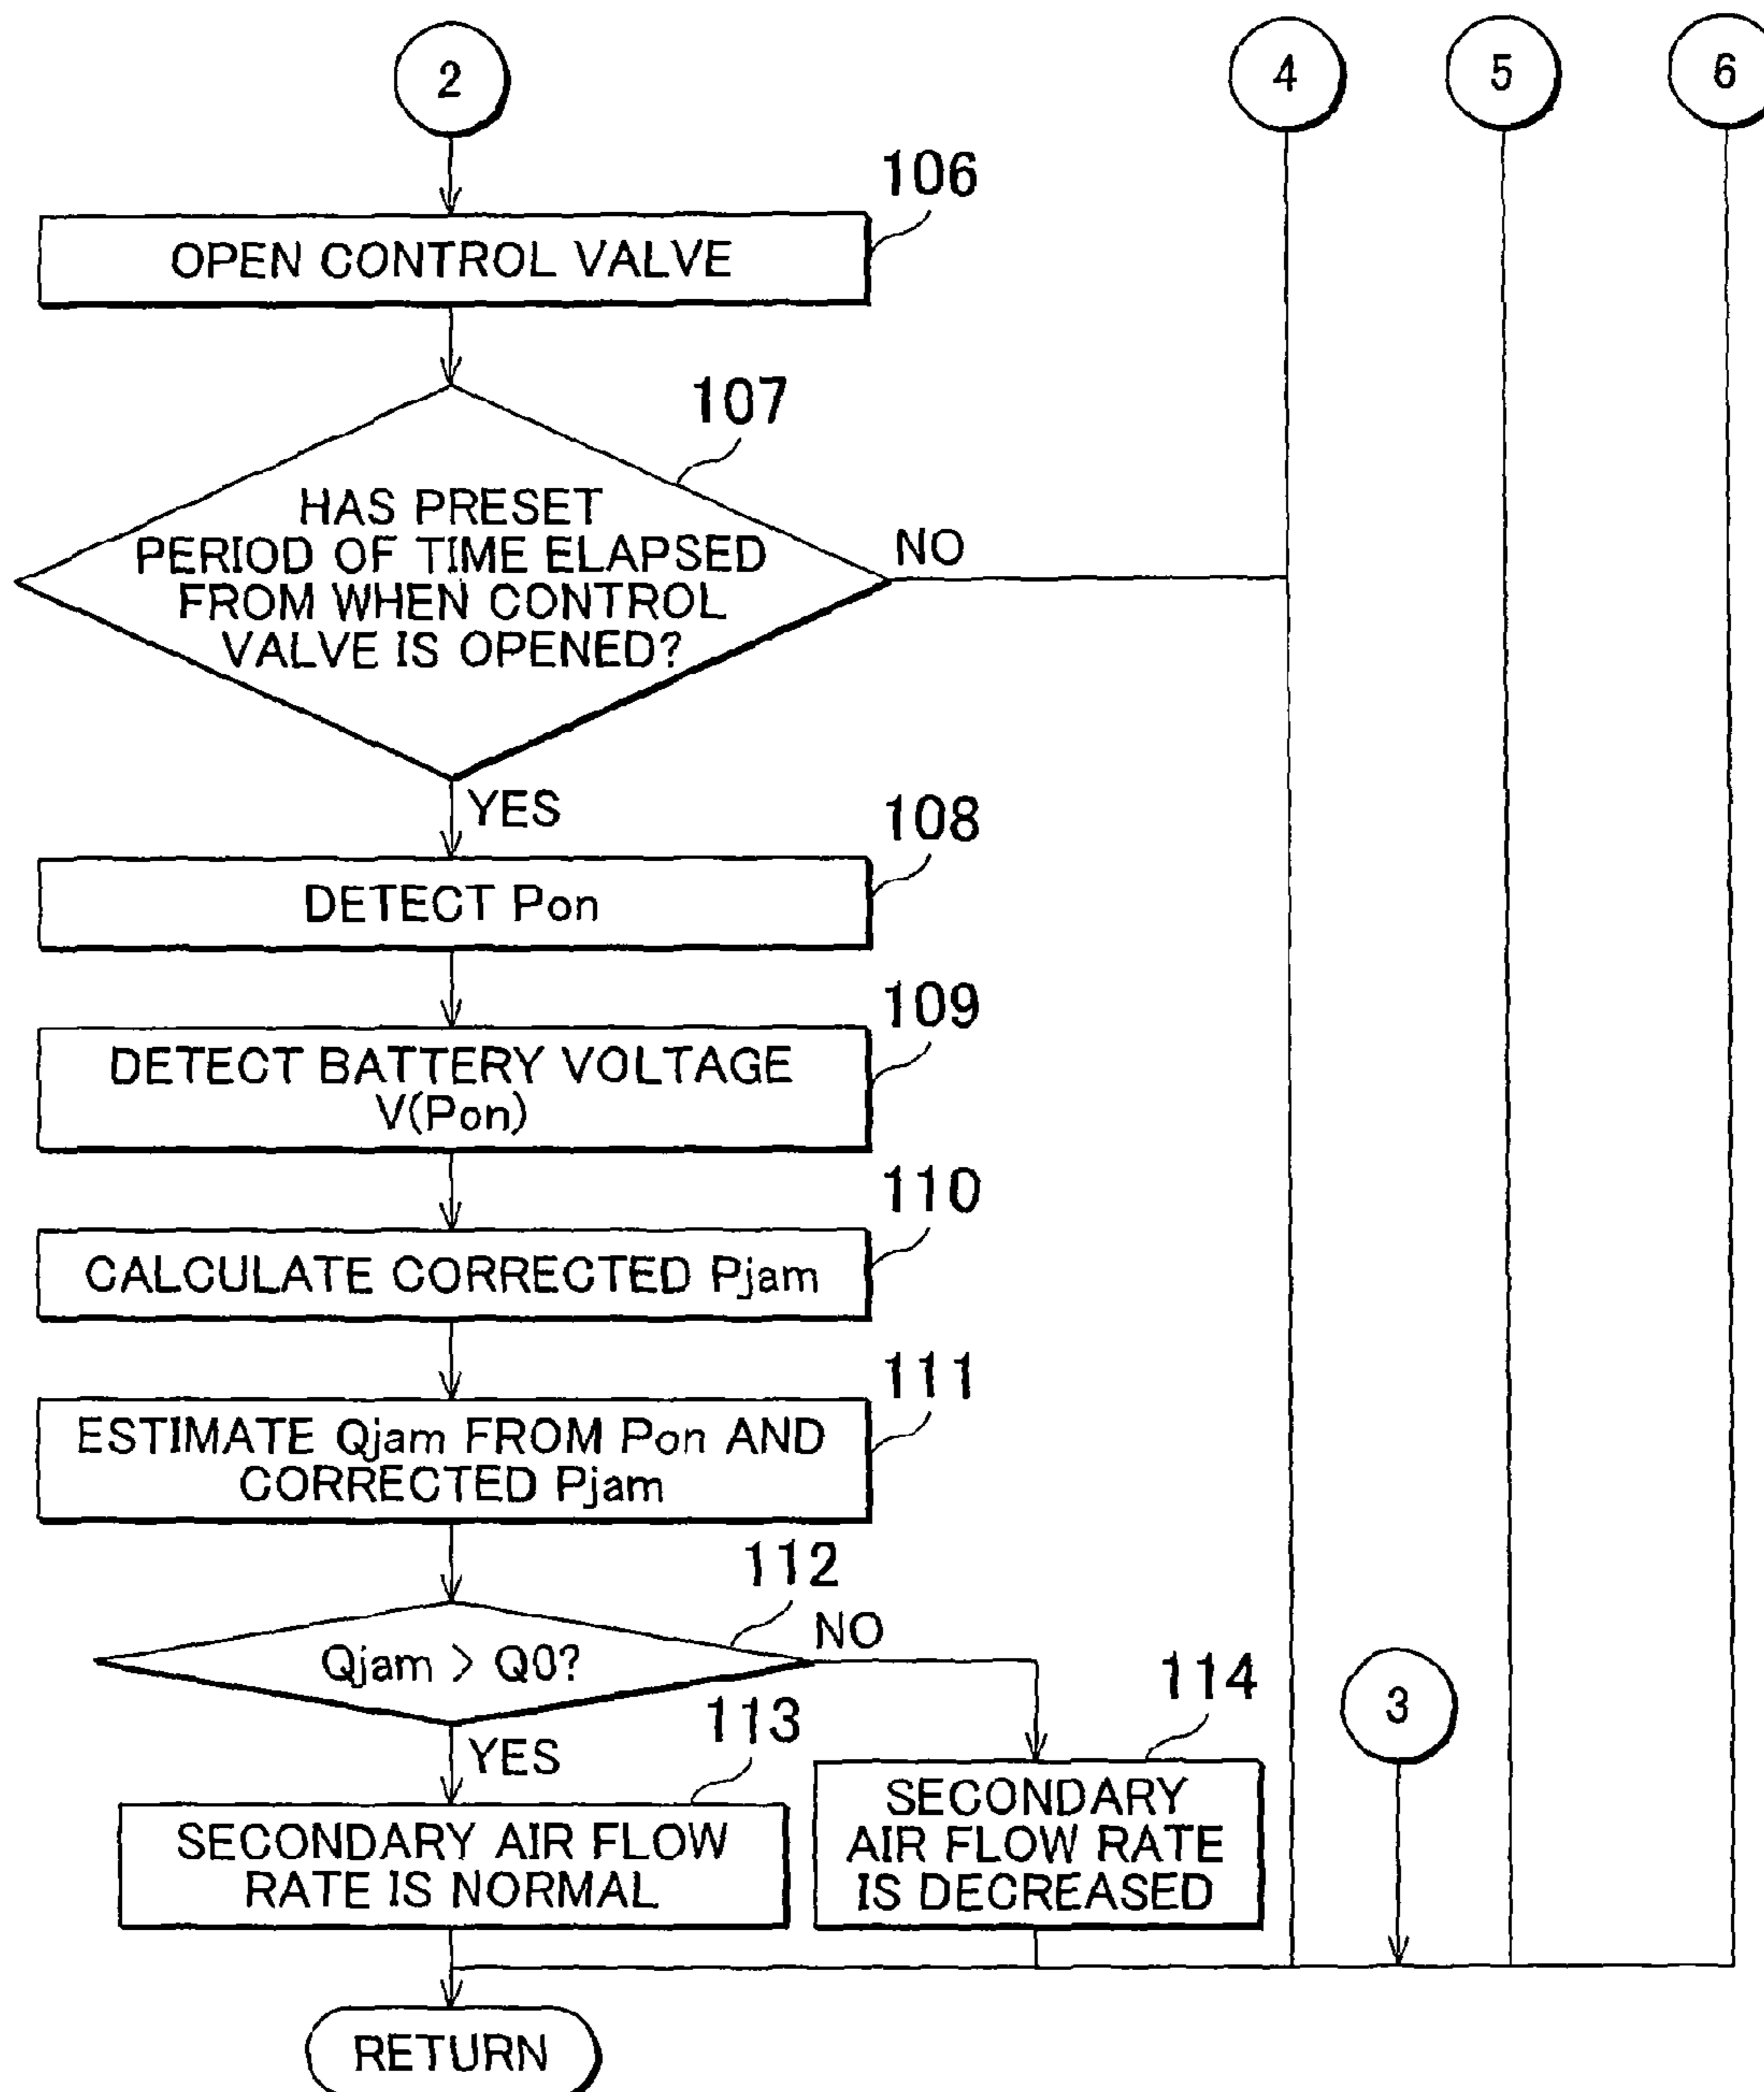 2
4
5
6
106
OPEN CONTROL VALVE
107
HAS PRESET
PERIOD OF TIME ELAPSED
FROM WHEN CONTROL
VALVE IS OPENED?
NO
YES
108
DETECT Pon
109
DETECT BATTERY VOLTAGE
V(Pon)
110
CALCULATE CORRECTED Pjam
111
ESTIMATE Qjam FROM Pon AND
CORRECTED Pjam
112
Qjam > Q0?
NO
YES
113
SECONDARY AIR FLOW
RATE IS NORMAL
114
SECONDARY
AIR FLOW RATE
IS DECREASED
3
RETURN